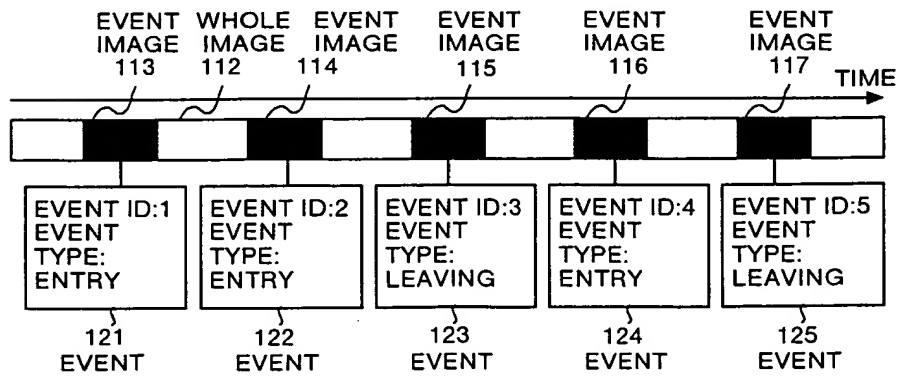 EVENT IMAGE 113
WHOLE IMAGE 112
EVENT IMAGE 114
EVENT IMAGE 115
EVENT IMAGE 116
EVENT IMAGE 117
TIME
EVENT ID:1
EVENT
TYPE:
ENTRY
EVENT ID:2
EVENT
TYPE:
ENTRY
EVENT ID:3
EVENT
TYPE:
LEAVING
EVENT ID:4
EVENT
TYPE:
ENTRY
EVENT ID:5
EVENT
TYPE:
LEAVING
121
EVENT
122
EVENT
123
EVENT
124
EVENT
125
EVENT